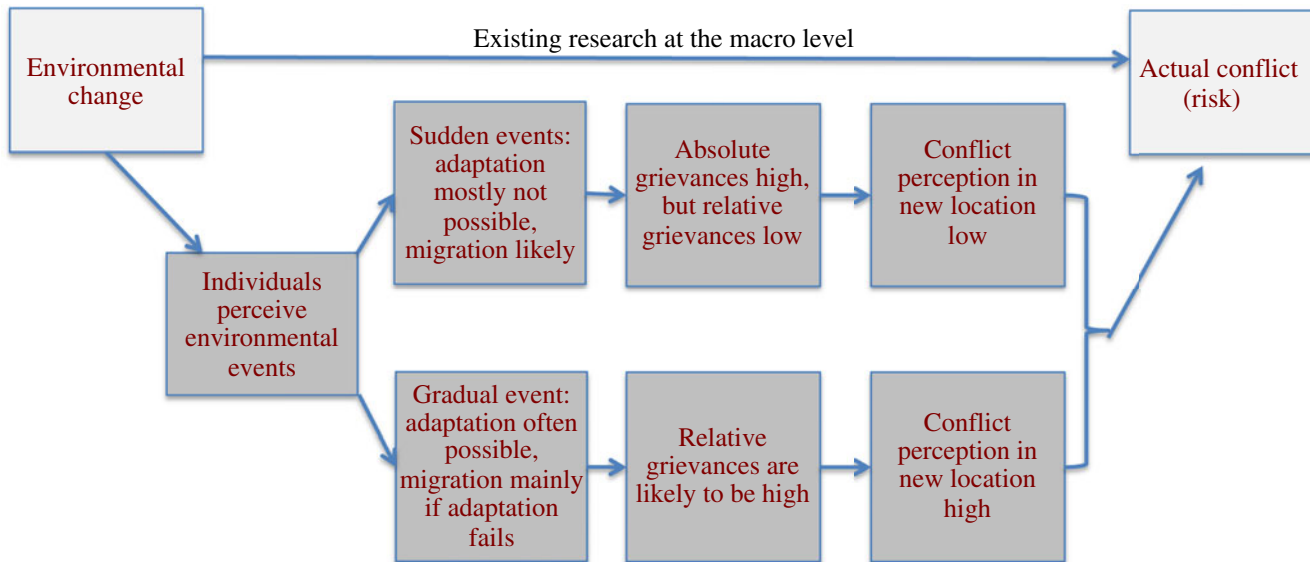 Existing research at the macro level
Environmental
change
Actual conflict
(risk)
Individuals
perceive
environmental
events
Sudden events:
adaptation
mostly not
possible,
migration likely
Absolute
grievances high,
but relative
grievances low
Conflict
perception in
new location
low
Gradual event:
adaptation often
possible,
migration mainly
if adaptation
fails
Relative
grievances are
likely to be high
Conflict
perception in
new location
high